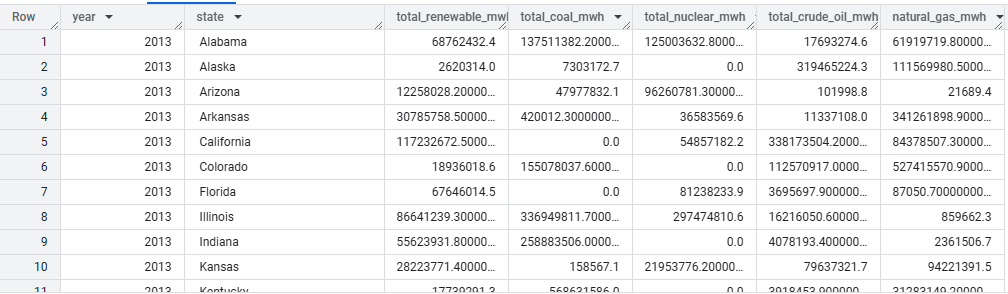 Row year state total_renewable_mwl total_coal_mwh total_nuclear_mwh total_crude_oil_mwh natural_gas_mwh
1 2013 Alabama 68762432.4 137511382.2000... 125003632.8000... 17693274.6 61919719.80000...
2 2013 Alaska 2620314.0 7303172.7 0.0 319465224.3 111569980.5000...
3 2013 Arizona 12258028.20000... 47977832.1 96260781.30000... 101998.8 21689.4
4 2013 Arkansas 30785758.50000... 420012.3000000... 36583569.6 11337108.0 341261898.9000...
5 2013 California 117232672.5000... 0.0 54857182.2 338173504.2000... 84378507.30000...
6 2013 Colorado 18936018.6 155078037.6000... 0.0 112570917.0000... 527415570.9000...
7 2013 Florida 67646014.5 0.0 81238233.9 3695697.900000... 87050.70000000...
8 2013 Illinois 86641239.30000... 336949811.7000... 297474810.6 16216050.60000... 859662.3
9 2013 Indiana 55623931.80000... 258883506.0000... 0.0 4078193.400000... 2361506.7
10 2013 Kansas 28223771.40000... 158567.1 21953776.20000... 79637321.7 94221391.5
11 2013 Kentucky 17739291.3 568631586.0 0.0 3918453.900000... 31283149.20000...